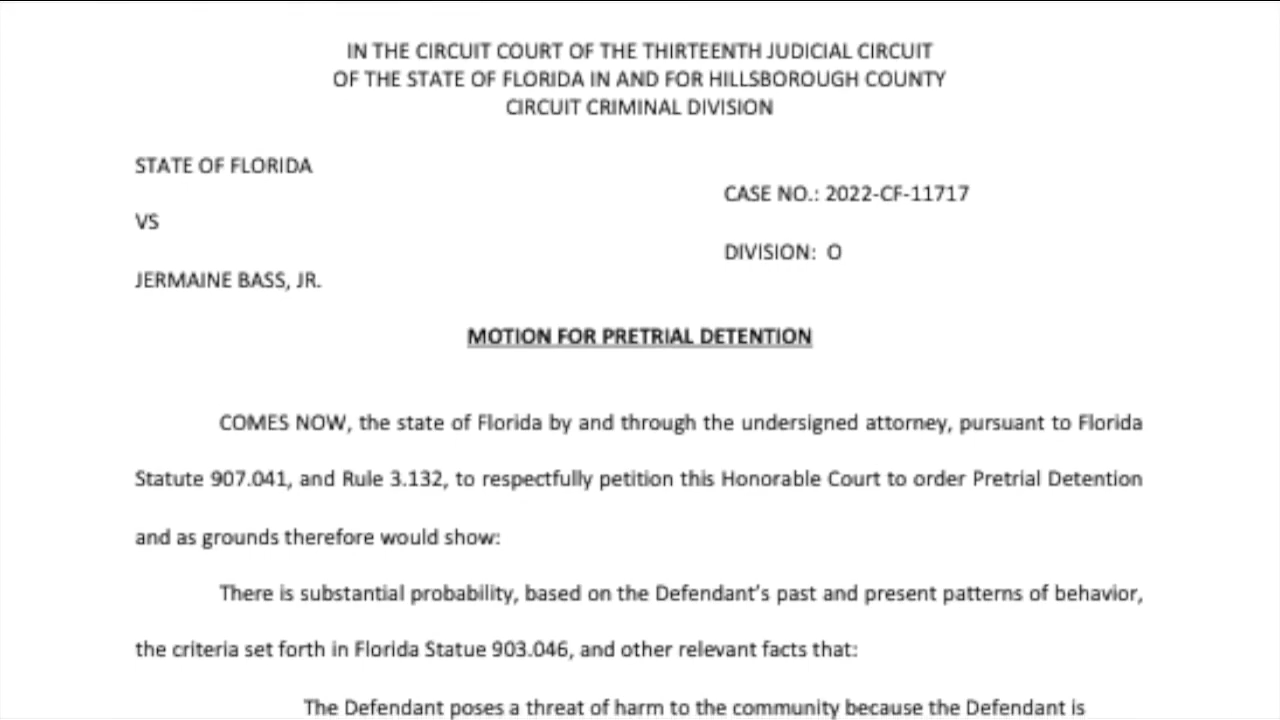 IN THE CIRCUIT COURT OF THE THIRTEENTH JUDICIAL CIRCUIT
OF THE STATE OF FLORIDA IN AND FOR HILLSBOROUGH COUNTY
CIRCUIT CRIMINAL DIVISION
STATE OF FLORIDA
CASE NO.: 2022-CF-11717
VS
DIVISION: O
JERMAINE BASS, JR.
MOTION FOR PRETRIAL DETENTION
COMES NOW, the state of Florida by and through the undersigned attorney, pursuant to Florida
Statute 907.041, and Rule 3.132, to respectfully petition this Honorable Court to order Pretrial Detention
and as grounds therefore would show:
There is substantial probability, based on the Defendant's past and present patterns of behavior,
the criteria set forth in Florida Statue 903.046, and other relevant facts that:
The Defendant poses a threat of harm to the community because the Defendant is